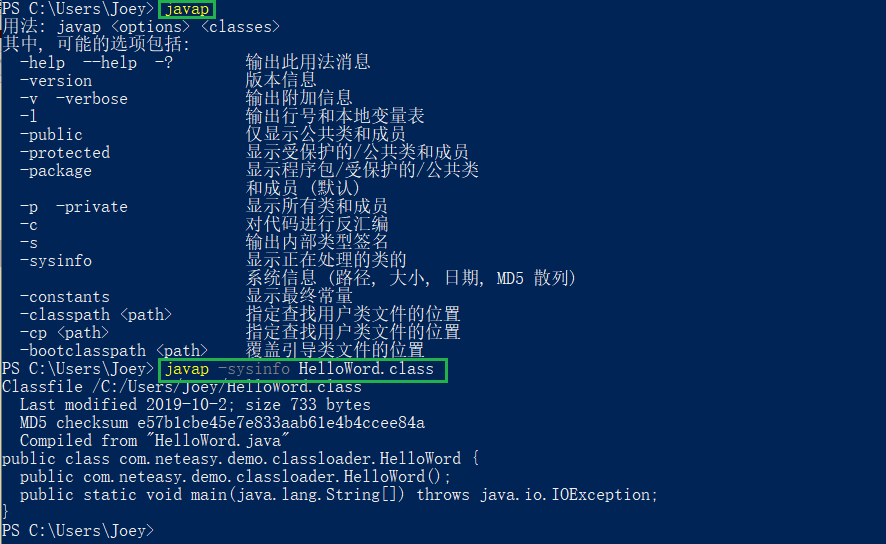 PS C:\Users\Joey> javap
用法: javap <options> <classes>
其中, 可能的选项包括:
  -help  --help  -?        输出此用法消息
  -version                 版本信息
  -v  -verbose             输出附加信息
  -l                       输出行号和本地变量表
  -public                  仅显示公共类和成员
  -protected               显示受保护的/公共类和成员
  -package                 显示程序包/受保护的/公共类
                           和成员 (默认)
  -p  -private             显示所有类和成员
  -c                       对代码进行反汇编
  -s                       输出内部类型签名
  -sysinfo                 显示正在处理的类的
                           系统信息 (路径, 大小, 日期, MD5 散列)
  -constants               显示最终常量
  -classpath <path>        指定查找用户类文件的位置
  -cp <path>               指定查找用户类文件的位置
  -bootclasspath <path>    覆盖引导类文件的位置
PS C:\Users\Joey> javap -sysinfo HelloWord.class
Classfile /C:/Users/Joey/HelloWord.class
  Last modified 2019-10-2; size 733 bytes
  MD5 checksum e57b1cbe45e7e833aab61e4b4ccee84a
  Compiled from "HelloWord.java"
public class com.neteasy.demo.classloader.HelloWord {
  public com.neteasy.demo.classloader.HelloWord();
  public static void main(java.lang.String[]) throws java.io.IOException;
}
PS C:\Users\Joey>